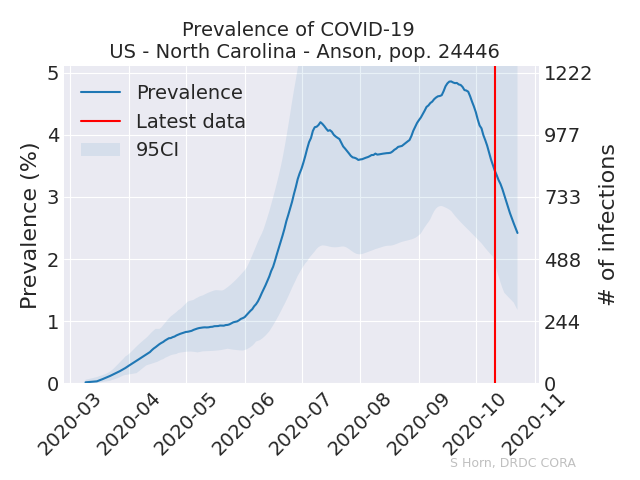 Prevalence of COVID-19
US - North Carolina - Anson, pop. 24446
Prevalence
Latest data
95CI
Prevalence (%)
5
4
3
2
1
0
1222
977
733
488
244
0
# of infections
2020-03
2020-04
2020-05
2020-06
2020-07
2020-08
2020-09
2020-10
2020-11
S Horn, DRDC CORA